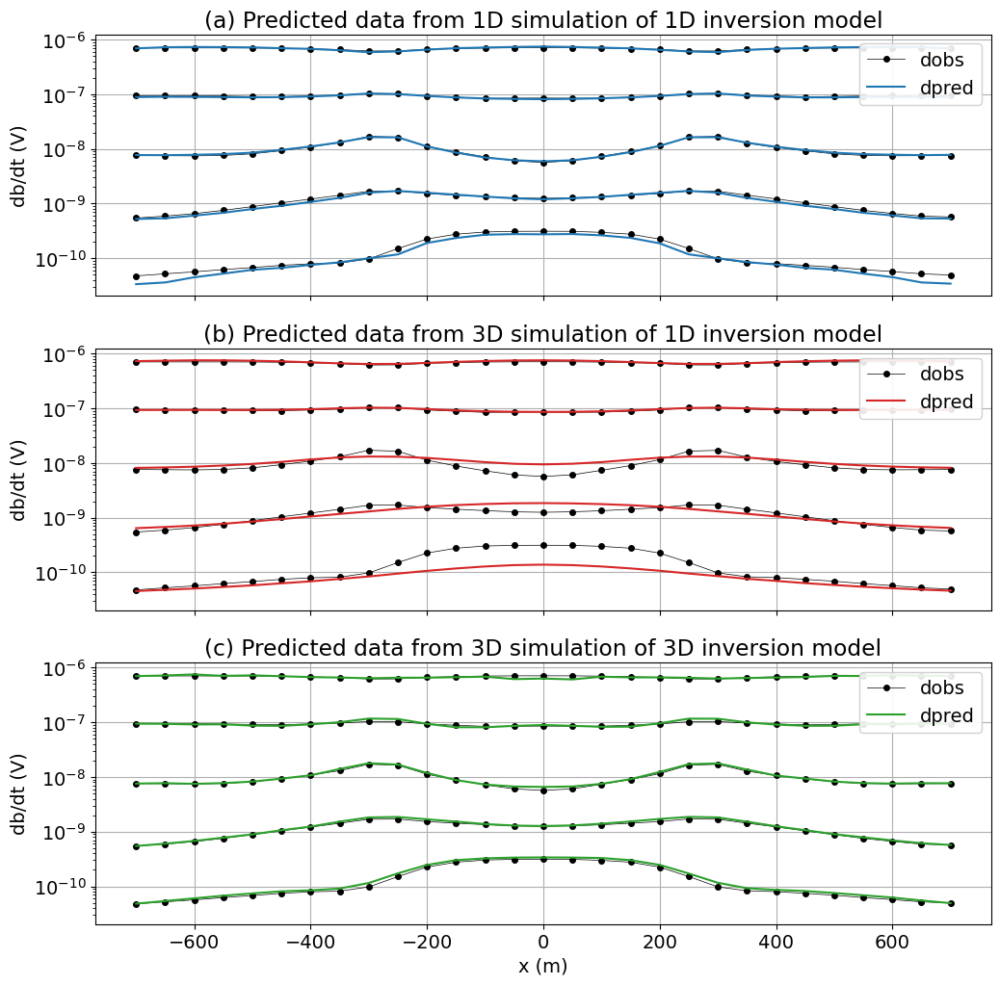 (a) Predicted data from 1D simulation of 1D inversion model
10⁻⁶
10⁻⁷
10⁻⁸
10⁻⁹
10⁻¹⁰
db/dt (V)
dobs
dpred
(b) Predicted data from 3D simulation of 1D inversion model
10⁻⁶
10⁻⁷
10⁻⁸
10⁻⁹
10⁻¹⁰
db/dt (V)
dobs
dpred
(c) Predicted data from 3D simulation of 3D inversion model
10⁻⁶
10⁻⁷
10⁻⁸
10⁻⁹
10⁻¹⁰
db/dt (V)
dobs
dpred
−600 −400 −200 0 200 400 600
x (m)